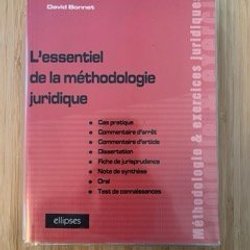 David Bonnet
L'essentiel
de la méthodologie
juridique
Cas pratique
Commentaire d'arrêt
Commentaire d'article
Dissertation
Fiche de jurisprudence
Note de synthèse
Oral
Test de connaissances
ellipses
Méthodologie & exercices juridiques